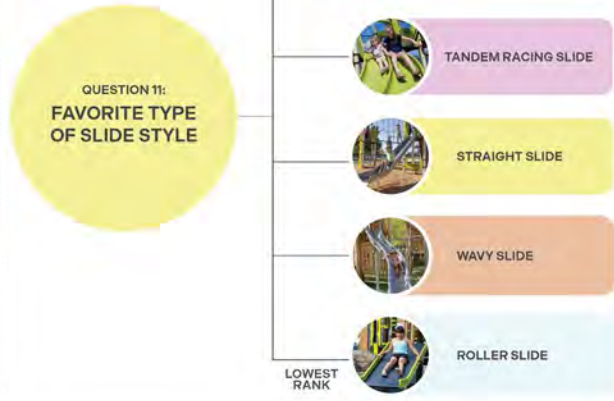 QUESTION 11:
FAVORITE TYPE
OF SLIDE STYLE
TANDEM RACING SLIDE
STRAIGHT SLIDE
WAVY SLIDE
ROLLER SLIDE
LOWEST
RANK